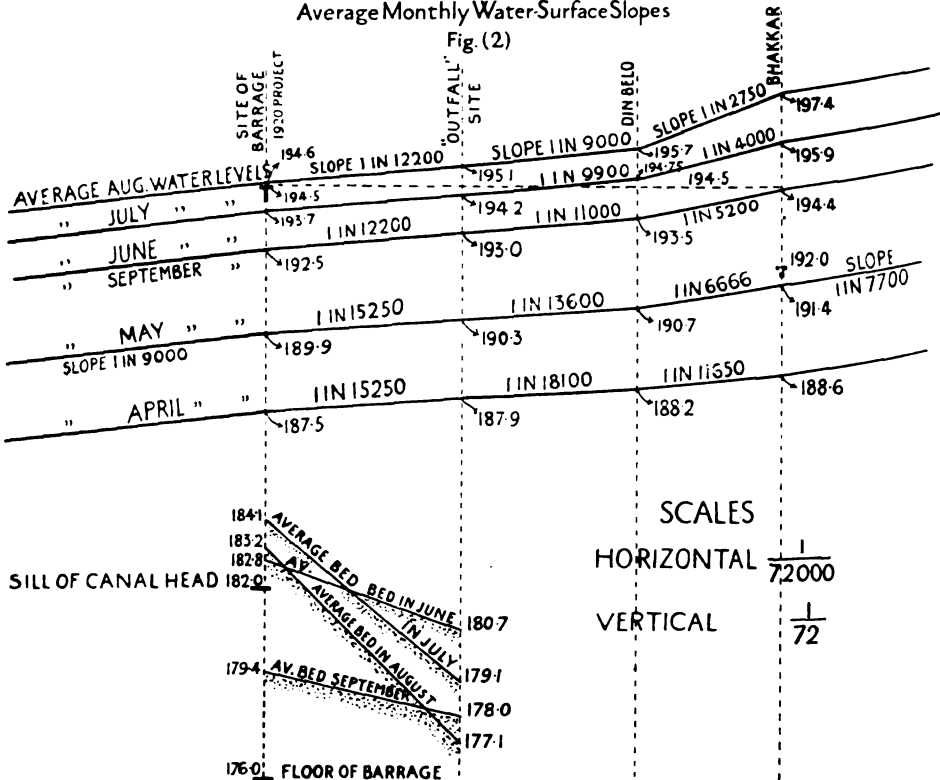 Average Monthly Water-Surface Slopes
Fig. (2)
SITE OF BARRAGE
1920 PROJECT
"OUTFALL" SITE
DINBELO
BHAKKAR
AVERAGE AUG. WATER LEVELS
194.6
SLOPE 1 IN 12200
195.1
SLOPE 1 IN 9000
195.7
SLOPE 1 IN 2750
197.4
194.5
" JULY " "
193.7
194.2
1 IN 9900
194.75
194.5
1 IN 4000
195.9
" JUNE " "
" SEPTEMBER "
192.5
1 IN 12200
193.0
1 IN 11000
193.5
1 IN 5200
194.4
192.0
" MAY " "
SLOPE 1 IN 9000
189.9
1 IN 15250
190.3
1 IN 13600
190.7
1 IN 6666
191.4
SLOPE
1 IN 7700
" APRIL " "
187.5
1 IN 15250
187.9
1 IN 18100
188.2
1 IN 11650
188.6
184.1
183.2
182.8
SILL OF CANAL HEAD 182.0
AVERAGE BED IN JULY
AV. BED IN JUNE
AVERAGE BED IN AUGUST
180.7
179.1
179.4
AV. BED SEPTEMBER
178.0
177.1
176.0 FLOOR OF BARRAGE
SCALES
HORIZONTAL 1/72000
VERTICAL 1/72